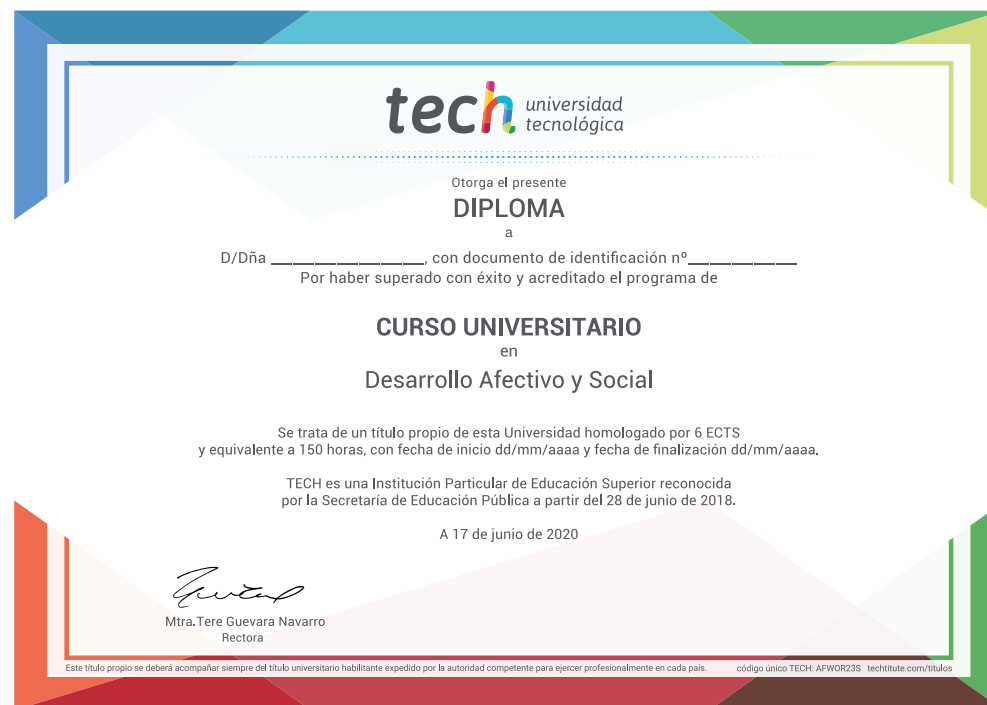 tech universidad
tecnológica
Otorga el presente
DIPLOMA
a
D/Dña ________________, con documento de identificación nº____________
Por haber superado con éxito y acreditado el programa de
CURSO UNIVERSITARIO
en
Desarrollo Afectivo y Social
Se trata de un título propio de esta Universidad homologado por 6 ECTS
y equivalente a 150 horas, con fecha de inicio dd/mm/aaaa y fecha de finalización dd/mm/aaaa.
TECH es una Institución Particular de Educación Superior reconocida
por la Secretaría de Educación Pública a partir del 28 de junio de 2018.
A 17 de junio de 2020
Mtra.Tere Guevara Navarro
Rectora
Este título propio se deberá acompañar siempre del título universitario habilitante expedido por la autoridad competente para ejercer profesionalmente en cada país. código único TECH: AFWOR23S techtitute.com/titulos